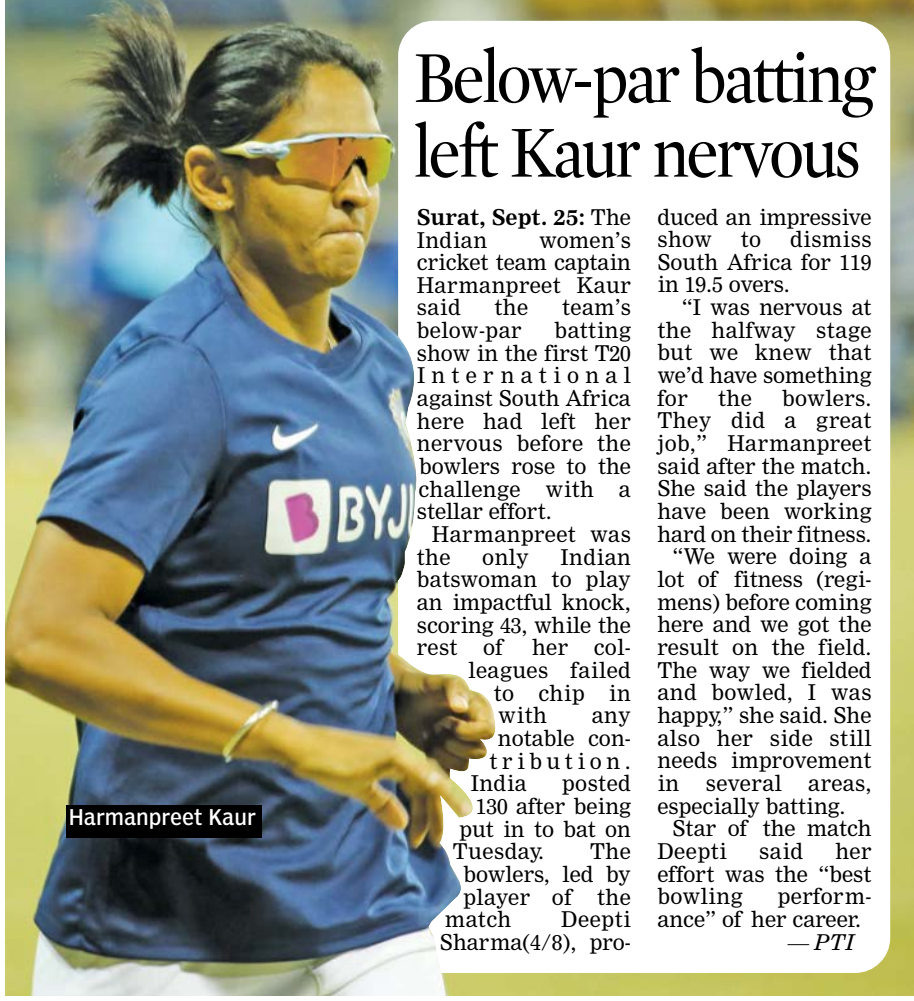 Below-par batting
left Kaur nervous
Surat, Sept. 25: The
Indian women's
cricket team captain
Harmanpreet Kaur
said the team's
below-par batting
show in the first T20
International
against South Africa
here had left her
nervous before the
bowlers rose to the
challenge with a
stellar effort.
Harmanpreet was
the only Indian
batswoman to play
an impactful knock,
scoring 43, while the
rest of her col-
leagues failed
to chip in
with any
notable con-
tribution.
India posted
130 after being
put in to bat on
Tuesday. The
bowlers, led by
player of the
match Deepti
Sharma(4/8), pro-
duced an impressive
show to dismiss
South Africa for 119
in 19.5 overs.
"I was nervous at
the halfway stage
but we knew that
we'd have something
for the bowlers.
They did a great
job," Harmanpreet
said after the match.
She said the players
have been working
hard on their fitness.
"We were doing a
lot of fitness (regi-
mens) before coming
here and we got the
result on the field.
The way we fielded
and bowled, I was
happy," she said. She
also her side still
needs improvement
in several areas,
especially batting.
Star of the match
Deepti said her
effort was the "best
bowling perform-
ance" of her career.
— PTI
B BYJU
Harmanpreet Kaur